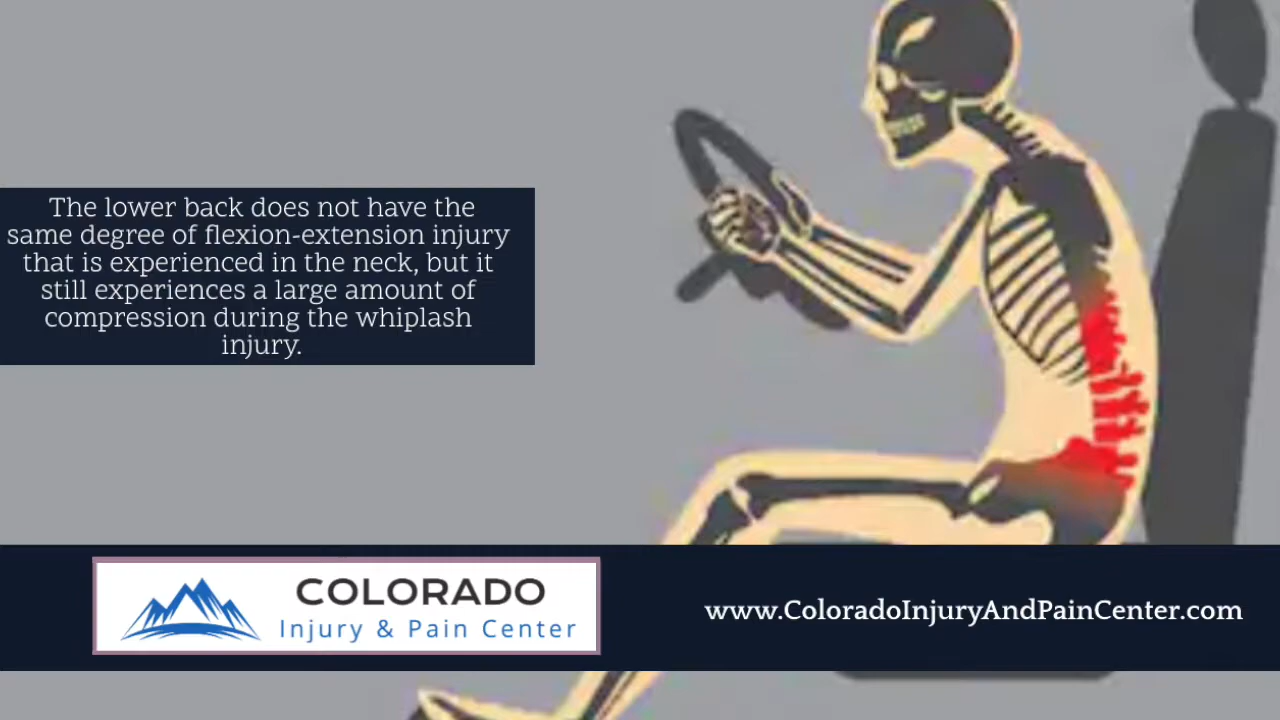 The lower back does not have the
same degree of flexion-extension injury
that is experienced in the neck, but it
still experiences a large amount of
compression during the whiplash
injury.
COLORADO
Injury & Pain Center
www.ColoradoInjuryAndPainCenter.com